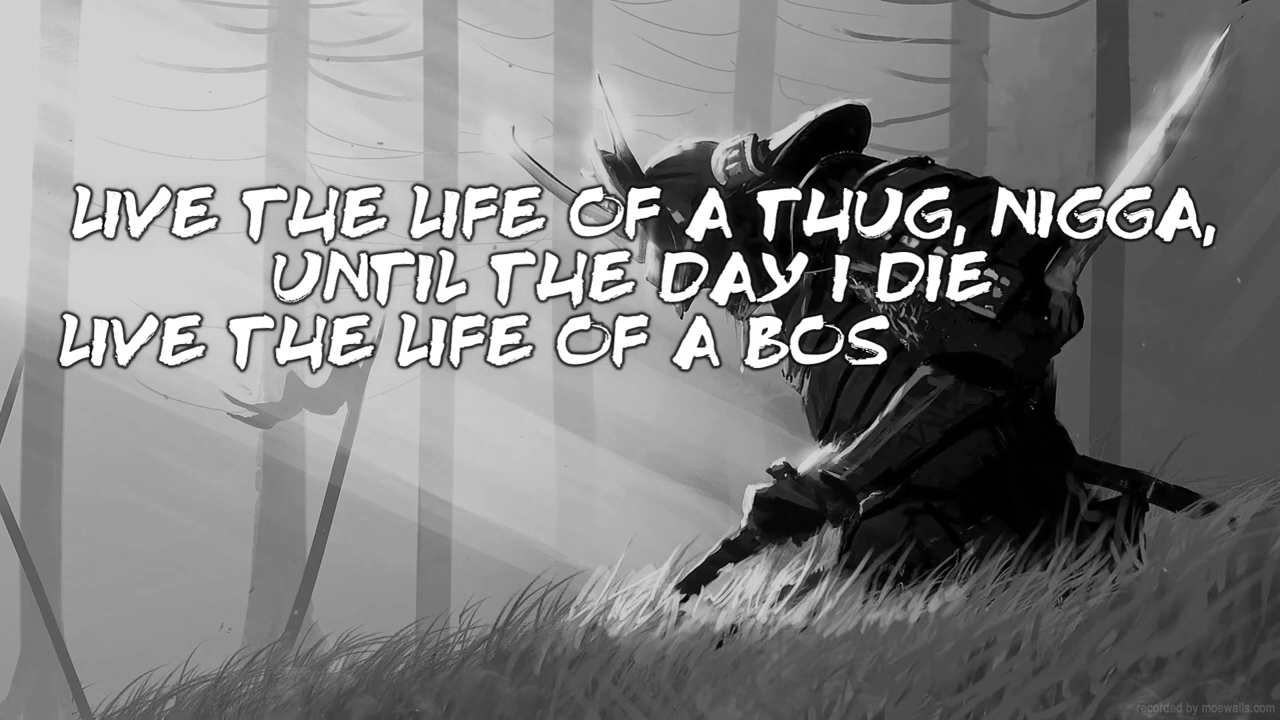 LIVE THE LIFE OF A THUG, NIGGA,
UNTIL THE DAY I DIE
LIVE THE LIFE OF A BOS
recorded by moewalls.com